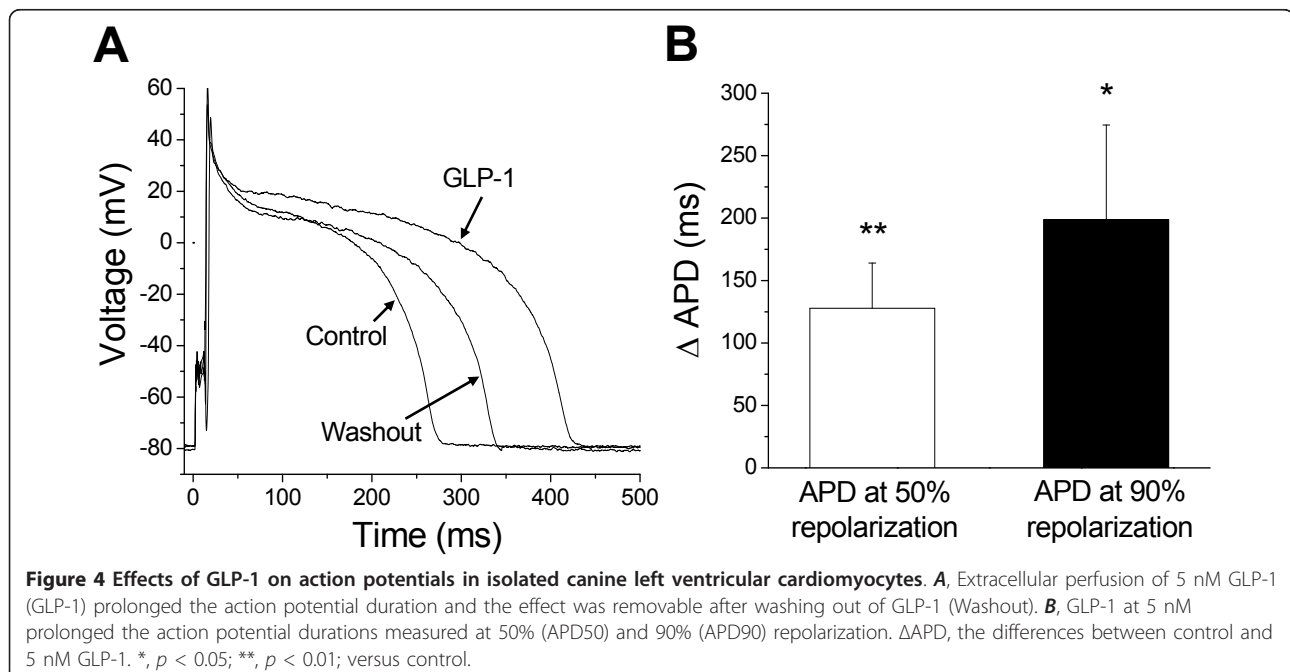 A
B
60
40
20
0
-20
-40
-60
-80
Voltage (mV)
GLP-1
Control
Washout
0 100 200 300 400 500
Time (ms)
300
250
200
150
100
50
0
Δ APD (ms)
**
*
APD at 50%
repolarization
APD at 90%
repolarization
Figure 4 Effects of GLP-1 on action potentials in isolated canine left ventricular cardiomyocytes. A, Extracellular perfusion of 5 nM GLP-1
(GLP-1) prolonged the action potential duration and the effect was removable after washing out of GLP-1 (Washout). B, GLP-1 at 5 nM
prolonged the action potential durations measured at 50% (APD50) and 90% (APD90) repolarization. ΔAPD, the differences between control and
5 nM GLP-1. *, p < 0.05; **, p < 0.01; versus control.